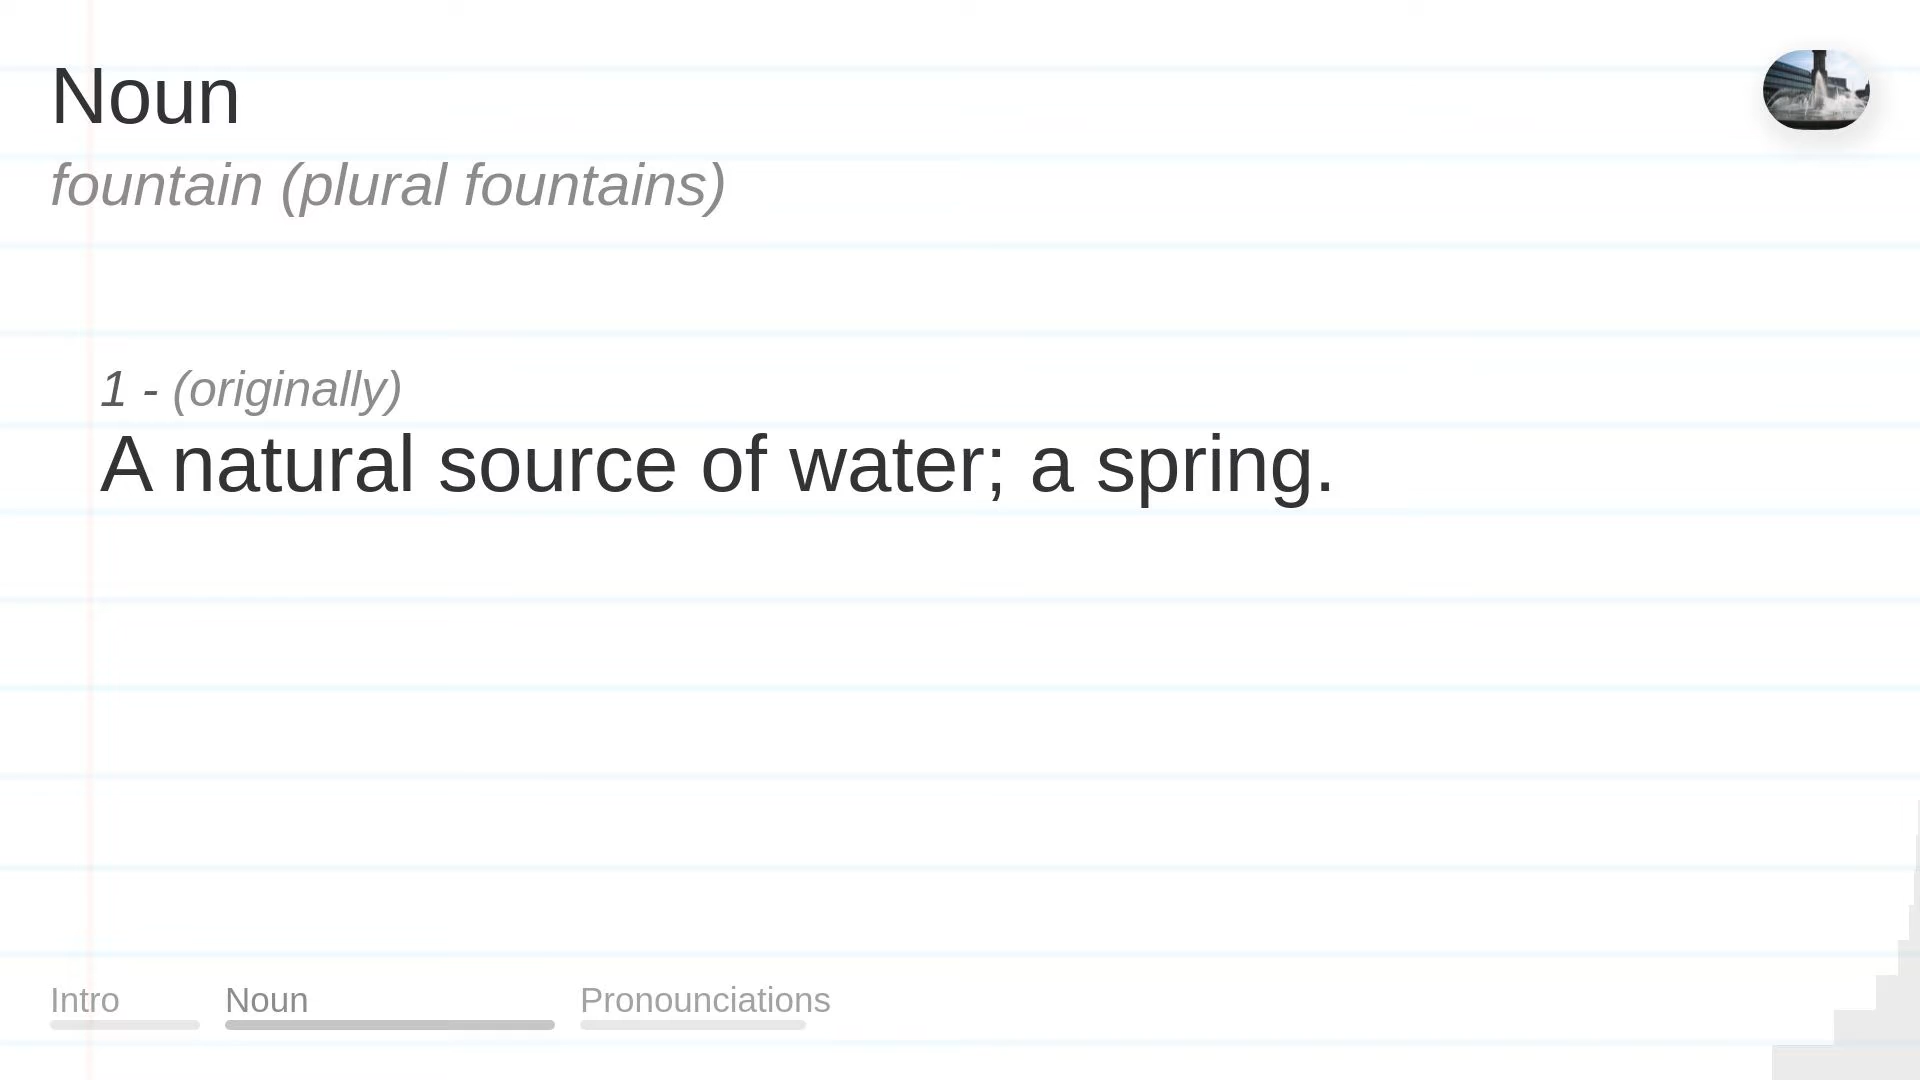 Noun
fountain (plural fountains)
1 - (originally)
A natural source of water; a spring.
Intro
Noun
Pronounciations